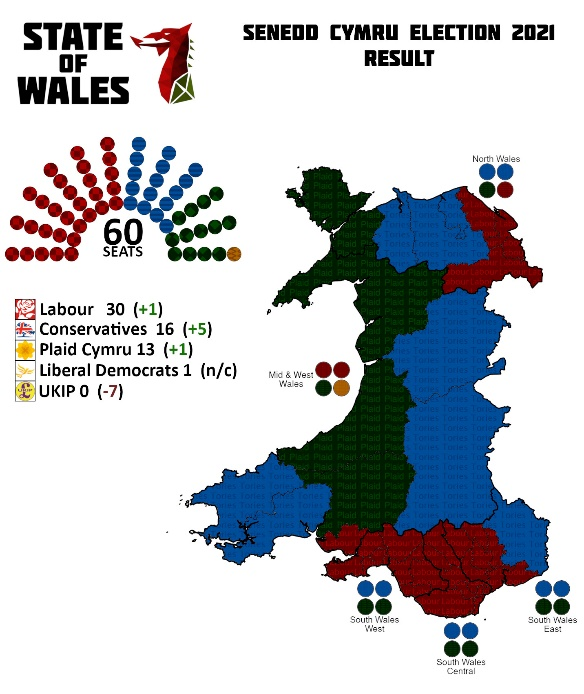 STATE
OF
WALES
SENEDD CYMRU ELECTION 2021
RESULT
60
SEATS
Labour 30 (+1)
Conservatives 16 (+5)
Plaid Cymru 13 (+1)
Liberal Democrats 1 (n/c)
UKIP 0 (-7)
North Wales
Mid & West
Wales
South Wales
West
South Wales
Central
South Wales
East